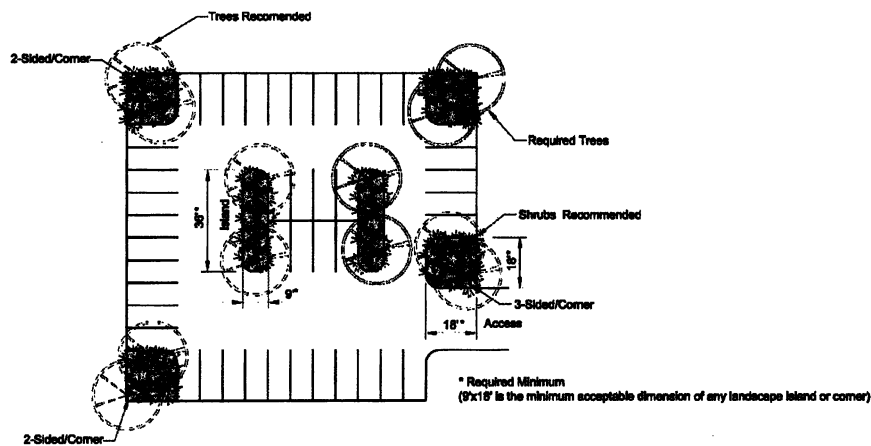 Trees Recomended
2-Sided/Corner
Required Trees
36'*
Island
Shrubs Recommended
18'*
9'*
3-Sided/Corner
18'*
Access
* Required Minimum
(9'x18' is the minimum acceptable dimension of any landscape island or corner)
2-Sided/Corner